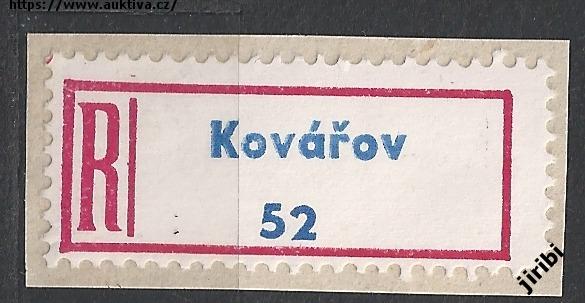 https://www.auktiva.cz/
R
Kovářov
52
jiribi